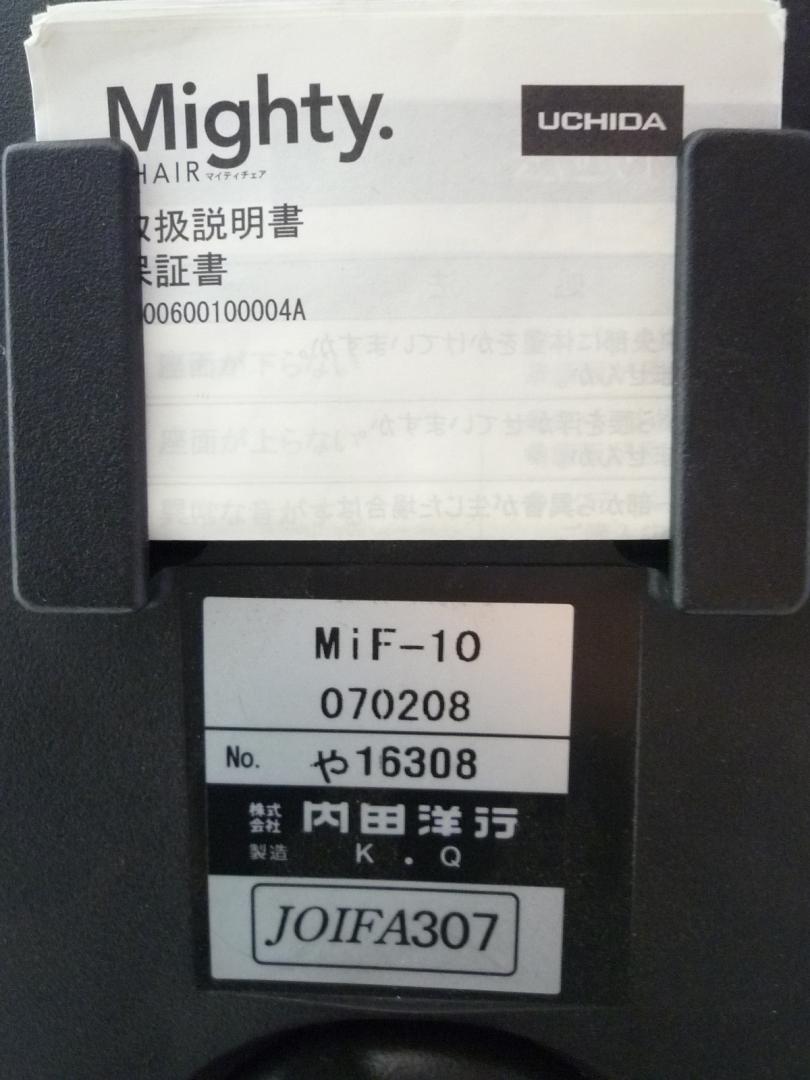 Mighty.
UCHIDA
HAIR マイティチェア
取扱説明書
保証書
00600100004A
MiF-10
070208
No. や16308
株式会社 内田洋行
製造 K.Q
JOIFA307